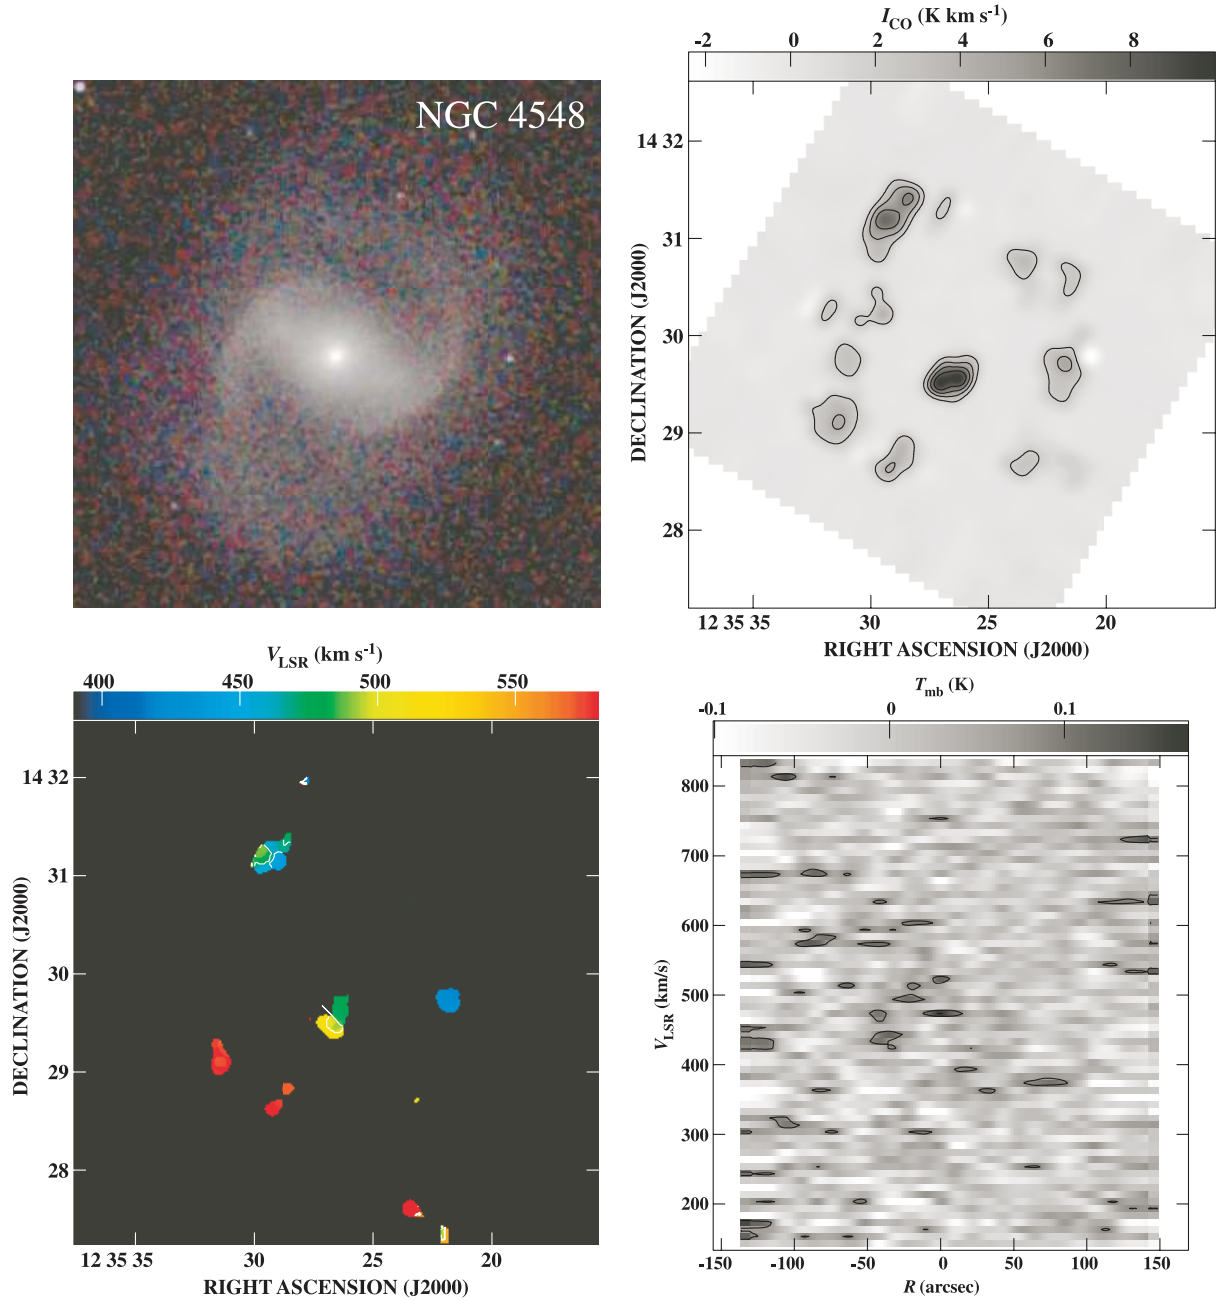 NGC 4548
I_CO (K km s⁻¹)
-2 0 2 4 6 8
14 32
31
30
29
28
DECLINATION (J2000)
12 35 35 30 25 20
RIGHT ASCENSION (J2000)
V_LSR (km s⁻¹)
400 450 500 550
14 32
31
30
29
28
DECLINATION (J2000)
12 35 35 30 25 20
RIGHT ASCENSION (J2000)
T_mb (K)
-0.1 0 0.1
800
700
600
500
400
300
200
V_LSR (km/s)
-150 -100 -50 0 50 100 150
R (arcsec)